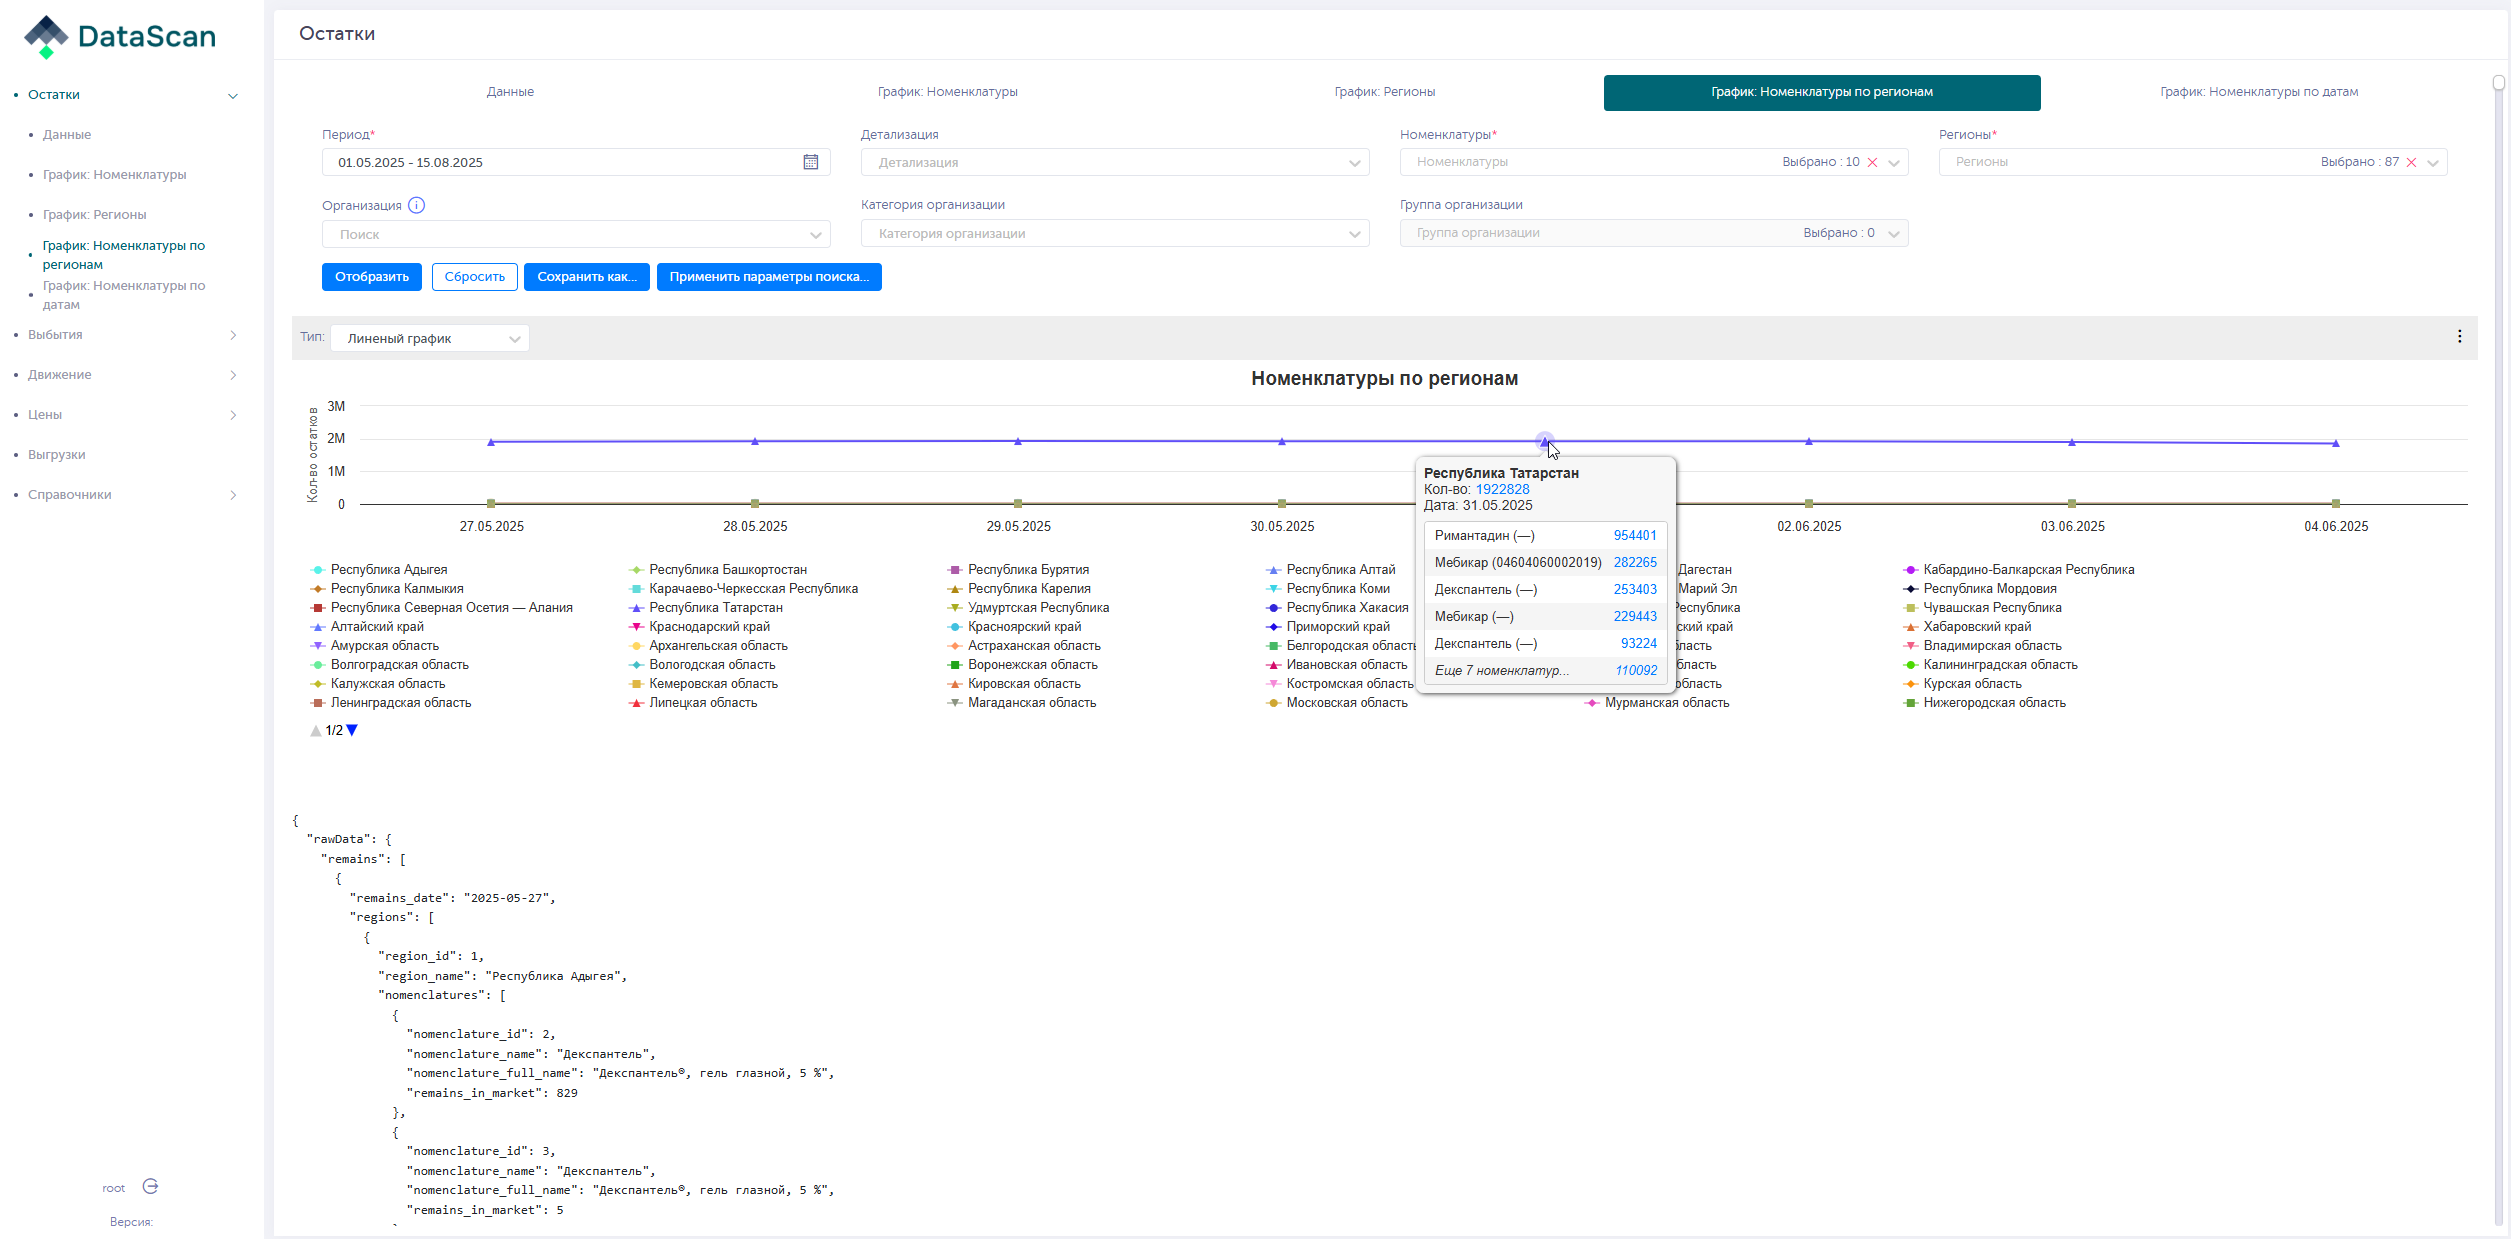 DataScan
Остатки
Данные
График: Номенклатуры
График: Регионы
График: Номенклатуры по
регионам
График: Номенклатуры по
датам
Выбытия
Движение
Цены
Выгрузки
Справочники
root
Версия:
Остатки
Данные
График: Номенклатуры
График: Регионы
График: Номенклатуры по регионам
График: Номенклатуры по датам
Период*
Детализация
Номенклатуры*
Регионы*
01.05.2025 - 15.08.2025
Детализация
Номенклатуры Выбрано : 10
Регионы Выбрано : 87
Организация
Категория организации
Группа организации
Поиск
Категория организации
Группа организации Выбрано : 0
Отобразить
Сбросить
Сохранить как...
Применить параметры поиска...
Тип: Линеный график
Номенклатуры по регионам
Кол-во остатков
3M
2M
1M
0
27.05.2025 28.05.2025 29.05.2025 30.05.2025 02.06.2025 03.06.2025 04.06.2025
Республика Татарстан
Кол-во: 1922828
Дата: 31.05.2025
Римантадин (—) 954401
Мебикар (04604060002019) 282265
Декспантель (—) 253403
Мебикар (—) 229443
Декспантель (—) 93224
Еще 7 номенклатур... 110092
Республика Адыгея Республика Башкортостан Республика Бурятия Республика Алтай Дагестан Кабардино-Балкарская Республика
Республика Калмыкия Карачаево-Черкесская Республика Республика Карелия Республика Коми Марий Эл Республика Мордовия
Республика Северная Осетия — Алания Республика Татарстан Удмуртская Республика Республика Хакасия Республика Чувашская Республика
Алтайский край Краснодарский край Красноярский край Приморский край край Хабаровский край
Амурская область Архангельская область Астраханская область Белгородская область Владимирская область
Волгоградская область Вологодская область Воронежская область Ивановская область Калининградская область
Калужская область Кемеровская область Кировская область Костромская область область Курская область
Ленинградская область Липецкая область Магаданская область Московская область Мурманская область Нижегородская область
1/2
{
"rawData": {
"remains": [
{
"remains_date": "2025-05-27",
"regions": [
{
"region_id": 1,
"region_name": "Республика Адыгея",
"nomenclatures": [
{
"nomenclature_id": 2,
"nomenclature_name": "Декспантель",
"nomenclature_full_name": "Декспантель®, гель глазной, 5 %",
"remains_in_market": 829
},
{
"nomenclature_id": 3,
"nomenclature_name": "Декспантель",
"nomenclature_full_name": "Декспантель®, гель глазной, 5 %",
"remains_in_market": 5